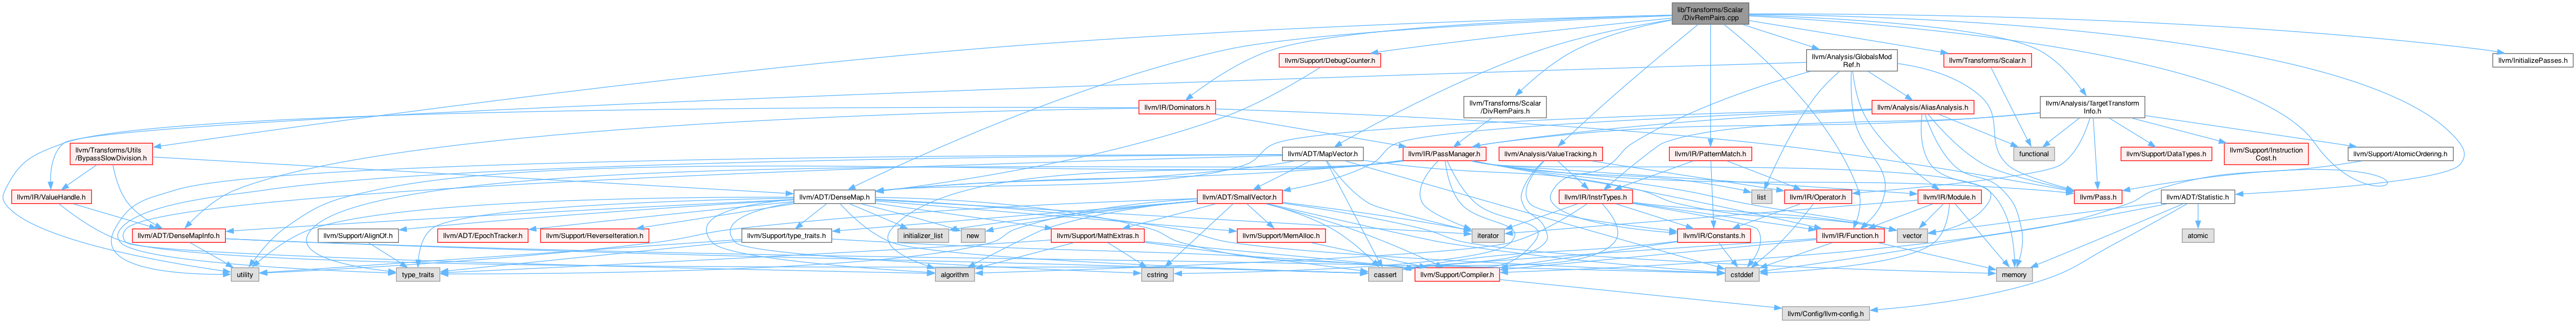 lib/Transforms/Scalar
/DivRemPairs.cpp
llvm/Support/DebugCounter.h
llvm/Analysis/GlobalsMod
Ref.h
llvm/Transforms/Scalar.h
llvm/InitializePasses.h
llvm/IR/Dominators.h
llvm/Transforms/Scalar
/DivRemPairs.h
llvm/Analysis/AliasAnalysis.h
llvm/Analysis/TargetTransform
Info.h
llvm/Transforms/Utils
/BypassSlowDivision.h
llvm/ADT/MapVector.h
llvm/IR/PassManager.h
llvm/Analysis/ValueTracking.h
llvm/IR/PatternMatch.h
functional
llvm/Support/DataTypes.h
llvm/Support/Instruction
Cost.h
llvm/Support/AtomicOrdering.h
llvm/IR/ValueHandle.h
llvm/ADT/DenseMap.h
llvm/ADT/SmallVector.h
llvm/IR/InstrTypes.h
list
llvm/IR/Operator.h
llvm/IR/Module.h
llvm/Pass.h
llvm/ADT/Statistic.h
llvm/ADT/DenseMapInfo.h
llvm/Support/AlignOf.h
llvm/ADT/EpochTracker.h
llvm/Support/ReverseIteration.h
llvm/Support/type_traits.h
initializer_list
new
llvm/Support/MathExtras.h
llvm/Support/MemAlloc.h
iterator
llvm/IR/Constants.h
llvm/IR/Function.h
vector
atomic
utility
type_traits
algorithm
cstring
cassert
llvm/Support/Compiler.h
cstddef
memory
llvm/Config/llvm-config.h